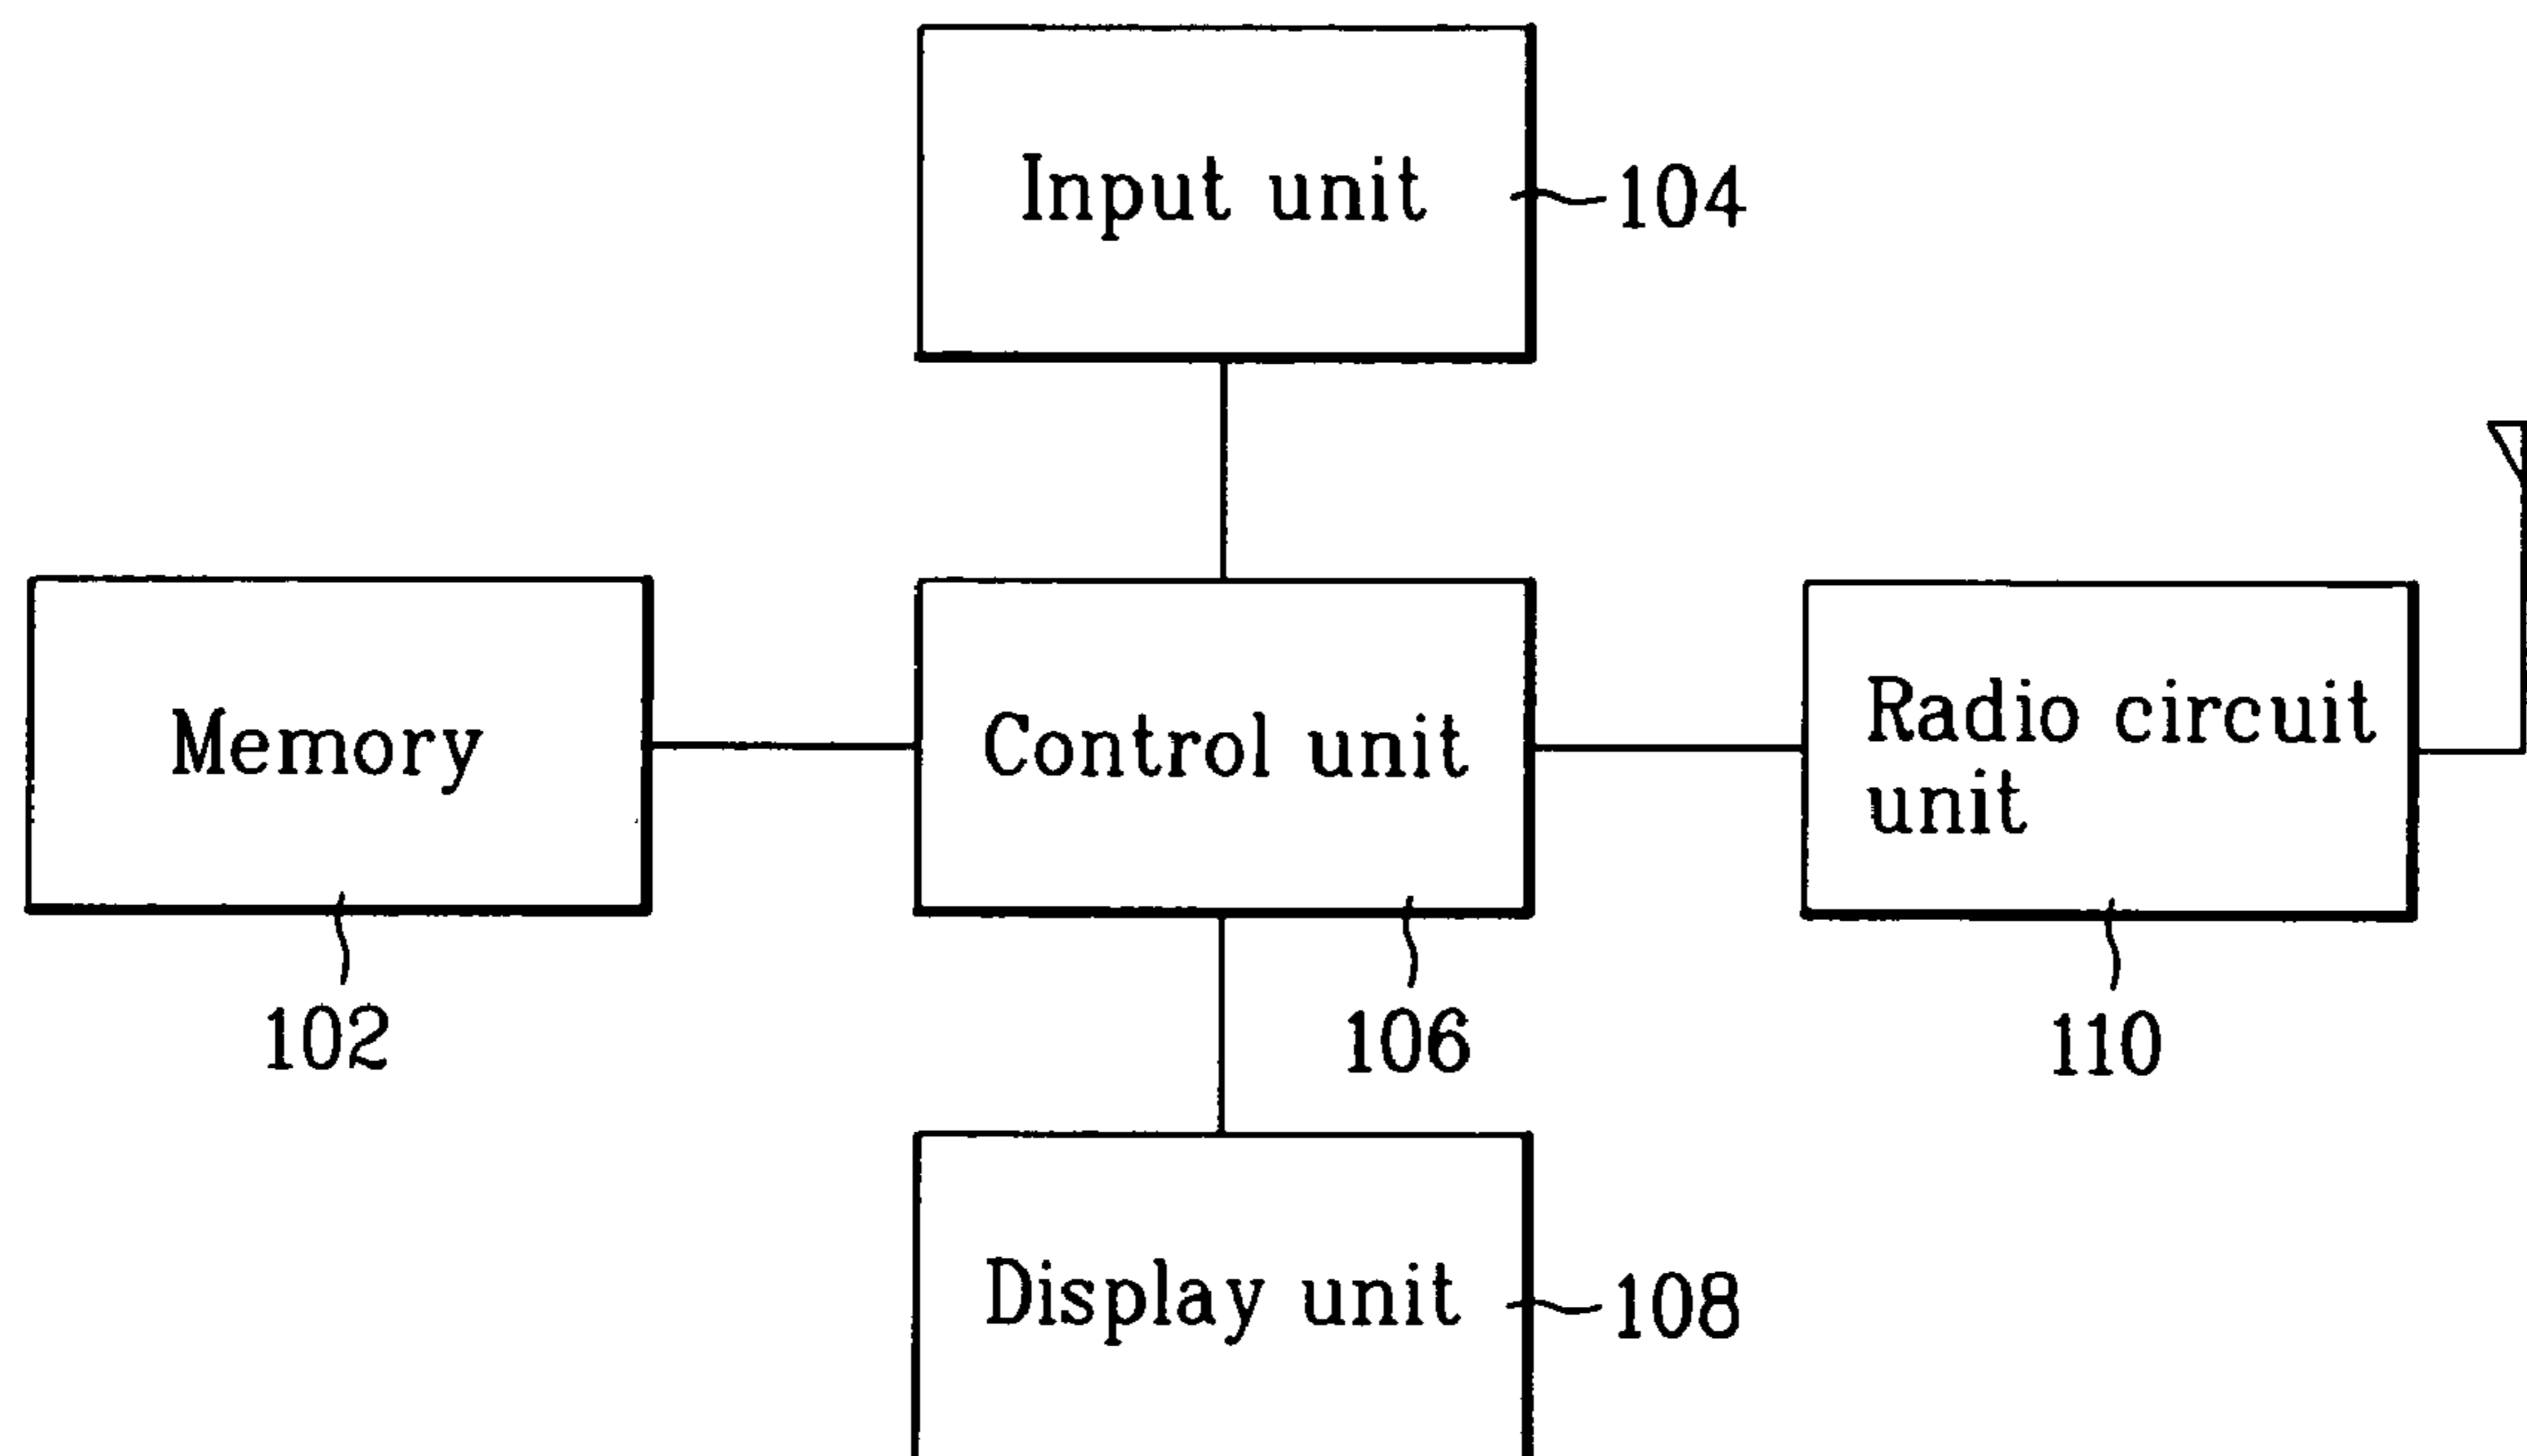 Input unit
104
Memory
Control unit
Radio circuit
unit
102
106
110
Display unit
108